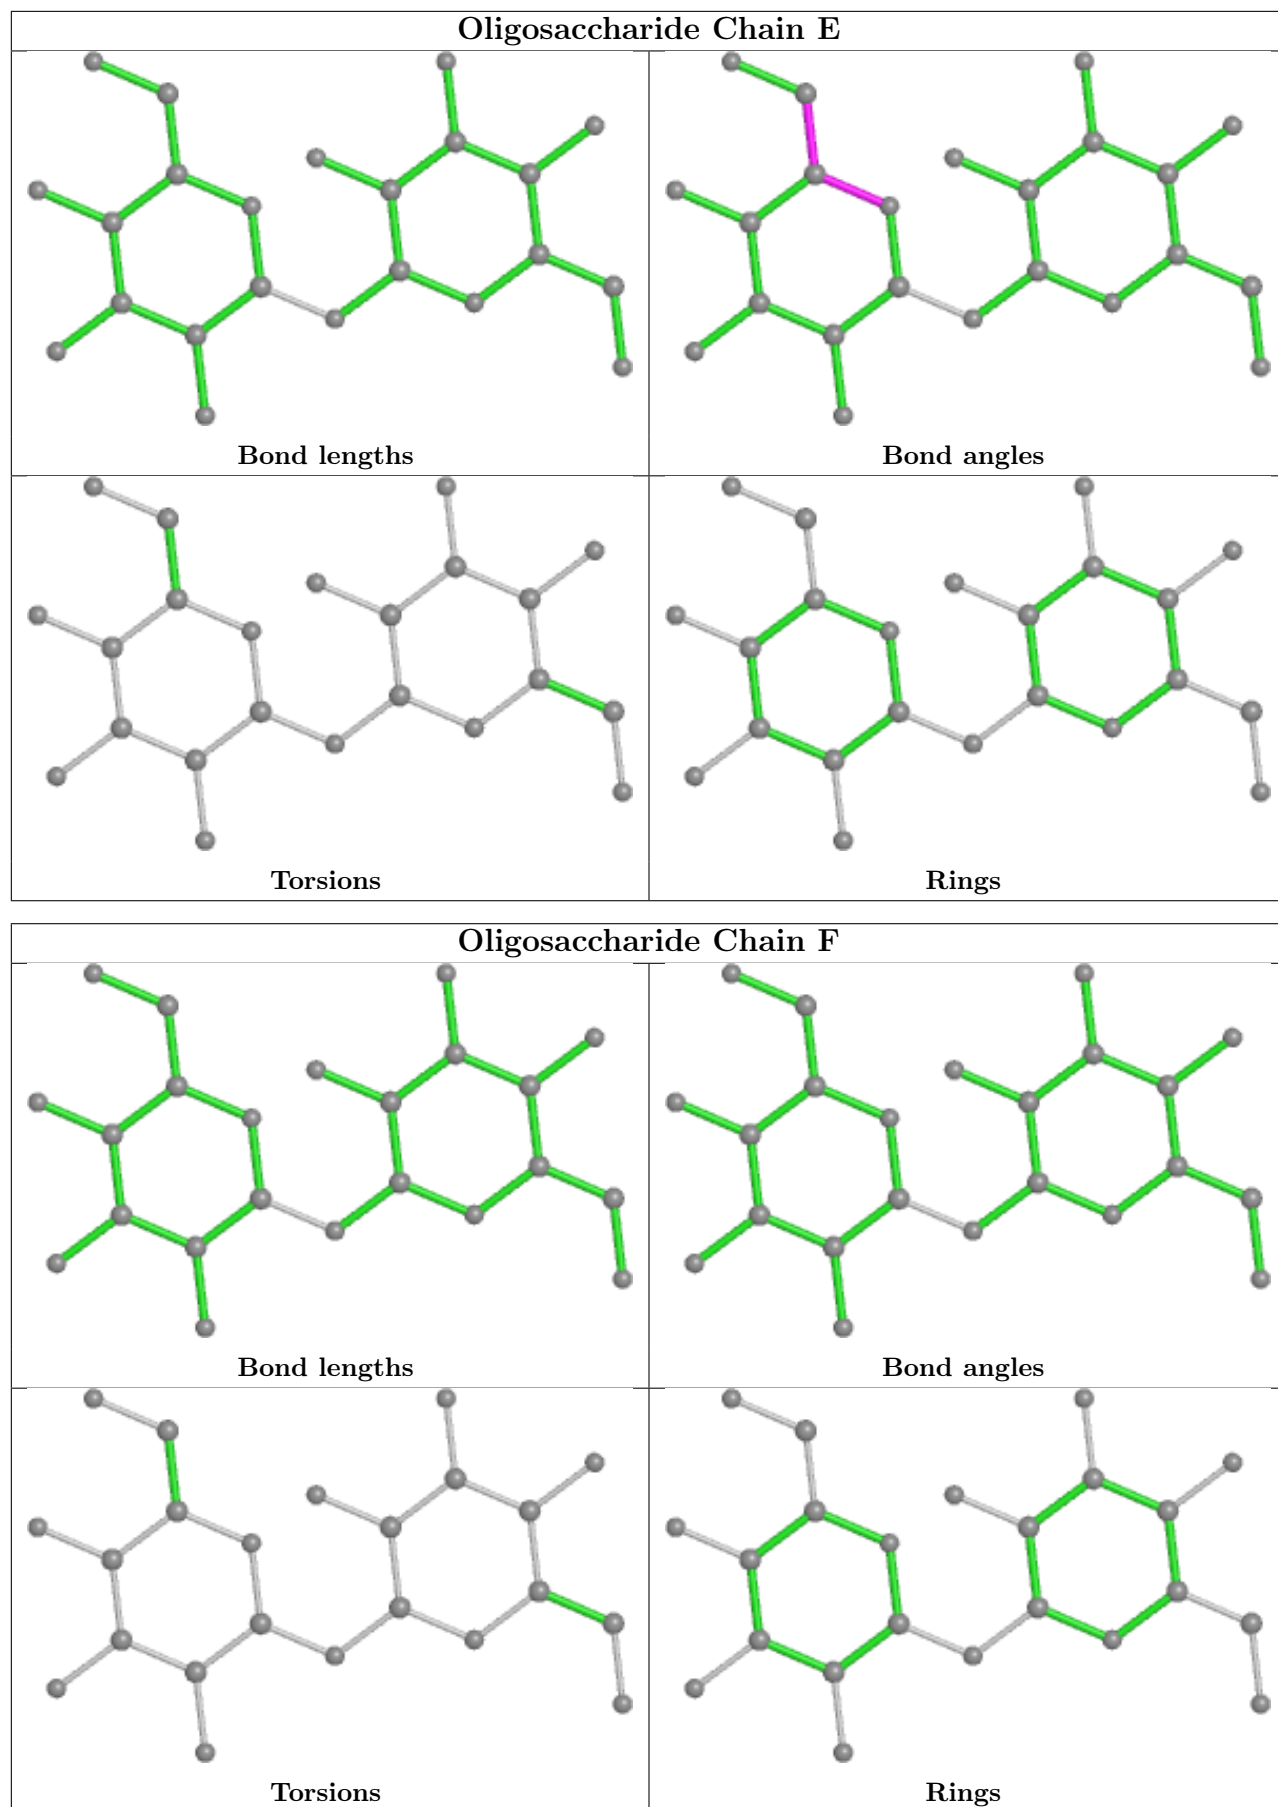 Oligosaccharide Chain E
Bond lengths
Bond angles
Torsions
Rings
Oligosaccharide Chain F
Bond lengths
Bond angles
Torsions
Rings